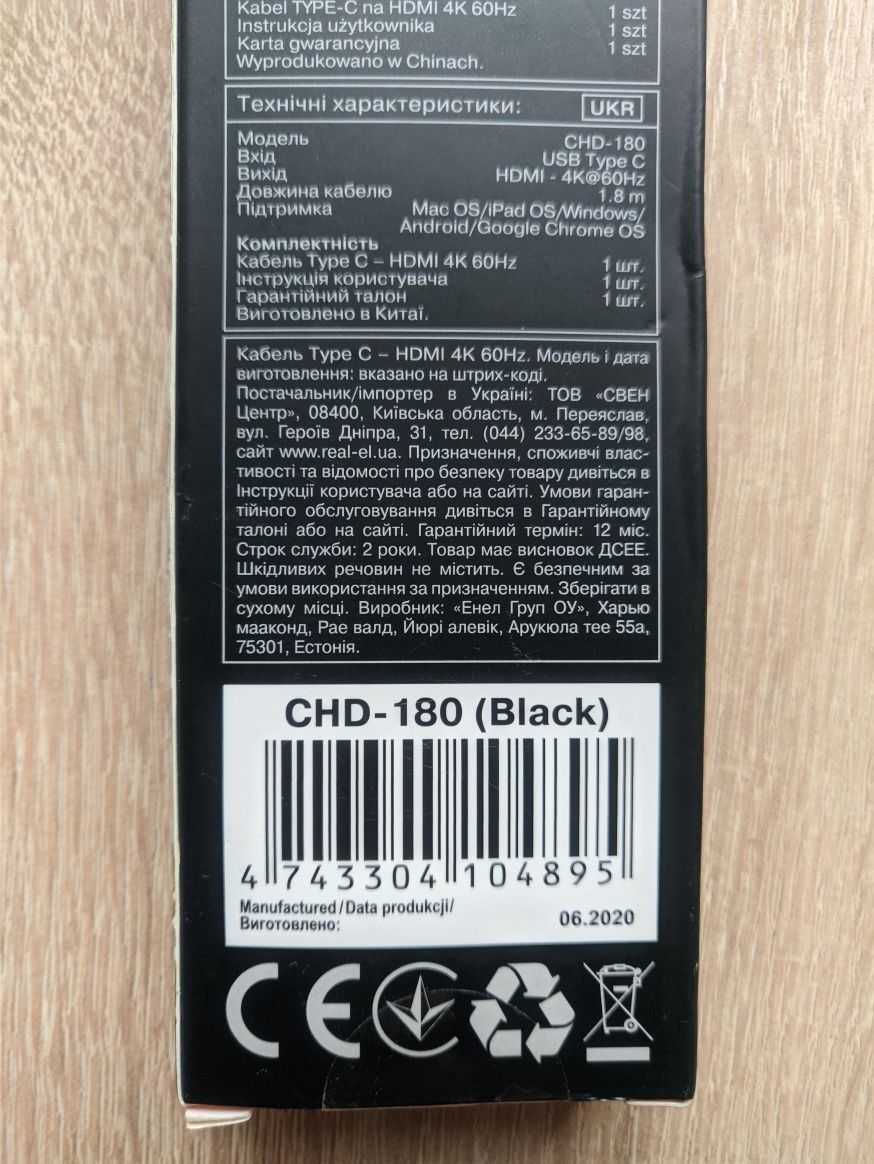 Kabel TYPE-C na HDMI 4K 60Hz 1 szt
Instrukcja użytkownika 1 szt
Karta gwarancyjna 1 szt
Wyprodukowano w Chinach.
Технічні характеристики: UKR
Модель CHD-180
Вхід USB Type C
Вихід HDMI - 4K@60Hz
Довжина кабелю 1.8 m
Підтримка Mac OS/iPad OS/Windows/
Android/Google Chrome OS
Комплектність
Кабель Type C – HDMI 4K 60Hz 1 шт.
Інструкція користувача 1 шт.
Гарантійний талон 1 шт.
Виготовлено в Китаї.
Кабель Type C – HDMI 4K 60Hz. Модель і дата
виготовлення: вказано на штрих-коді.
Постачальник/імпортер в Україні: ТОВ «СВЕН
Центр», 08400, Київська область, м. Переяслав,
вул. Героїв Дніпра, 31, тел. (044) 233-65-89/98,
сайт www.real-el.ua. Призначення, споживчі влас-
тивості та відомості про безпеку товару дивіться в
Інструкції користувача або на сайті. Умови гаран-
тійного обслуговування дивіться в Гарантійному
талоні або на сайті. Гарантійний термін: 12 міс.
Строк служби: 2 роки. Товар має висновок ДСЕЕ.
Шкідливих речовин не містить. Є безпечним за
умови використання за призначенням. Зберігати в
сухому місці. Виробник: «Енел Груп ОУ», Харью
мааконд, Рае валд, Йюрі алевік, Арукюла тее 55а,
75301, Естонія.
CHD-180 (Black)
4 743304 104895
Manufactured/Data produkcji/
Виготовлено: 06.2020
CE